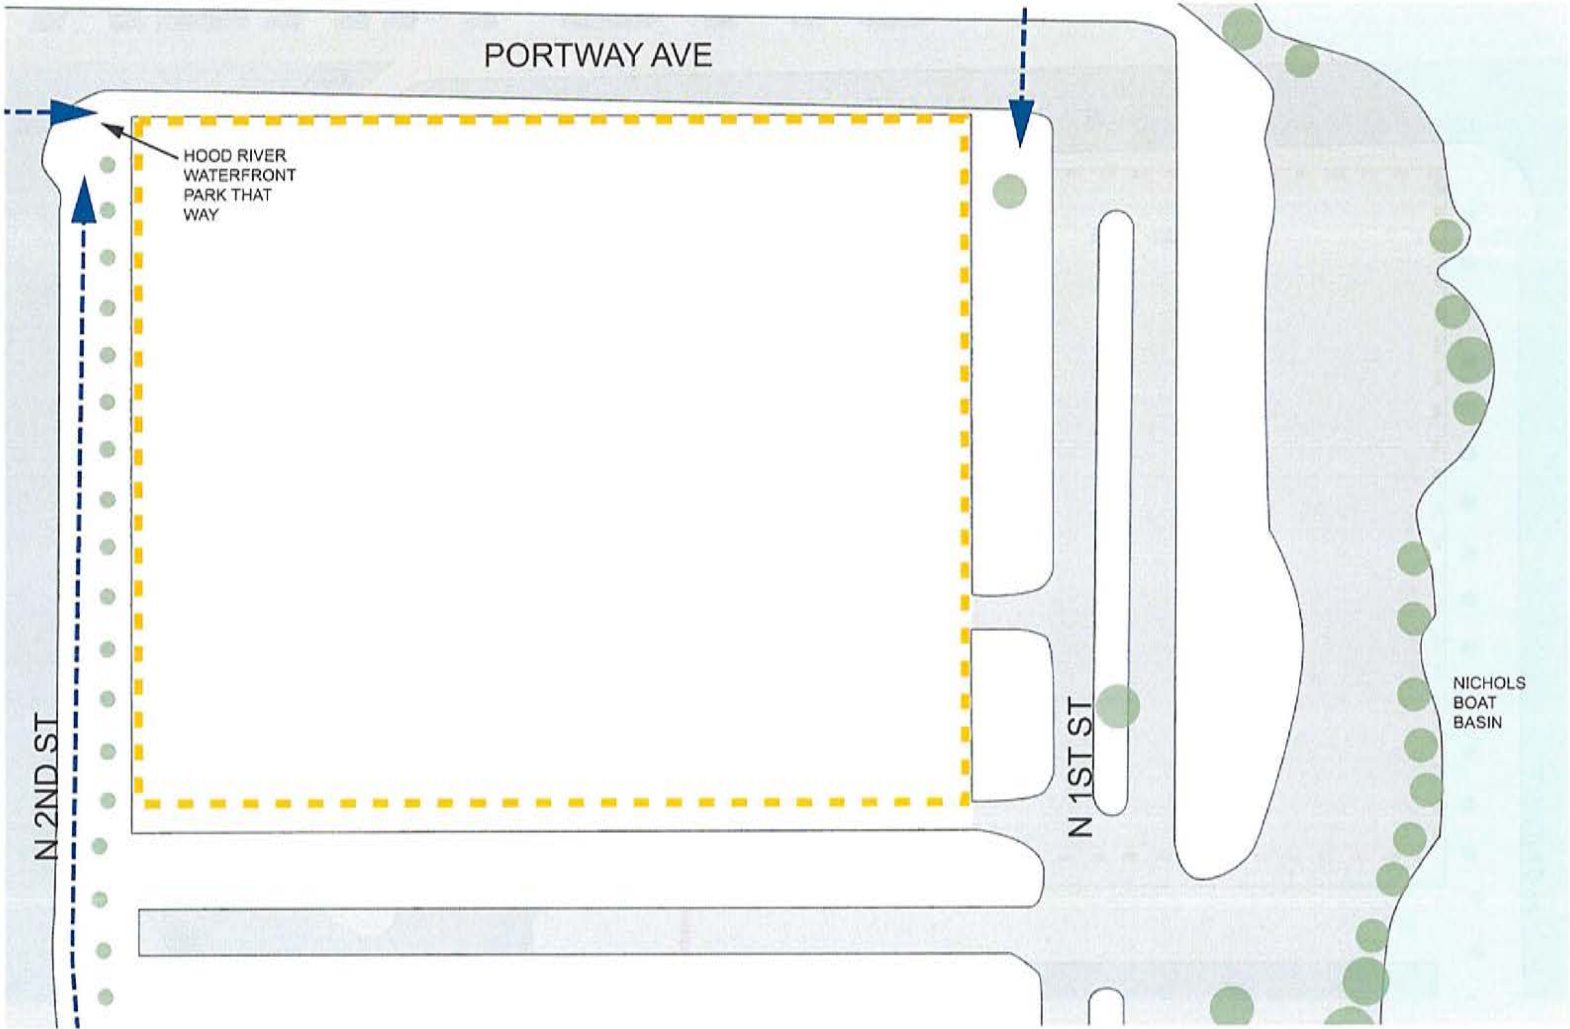 PORTWAY AVE
HOOD RIVER
WATERFRONT
PARK THAT
WAY
N 2ND ST
N 1ST ST
NICHOLS
BOAT
BASIN